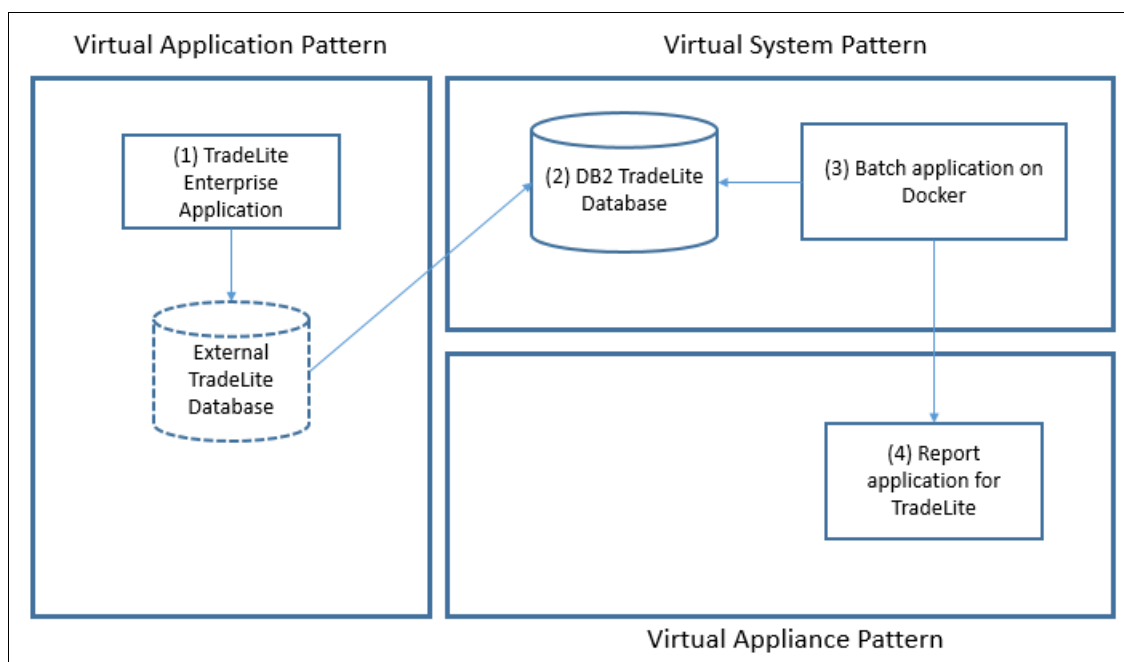 Virtual Application Pattern
Virtual System Pattern
(1) TradeLite
Enterprise
Application
External
TradeLite
Database
(2) DB2 TradeLite
Database
(3) Batch application on
Docker
(4) Report
application for
TradeLite
Virtual Appliance Pattern